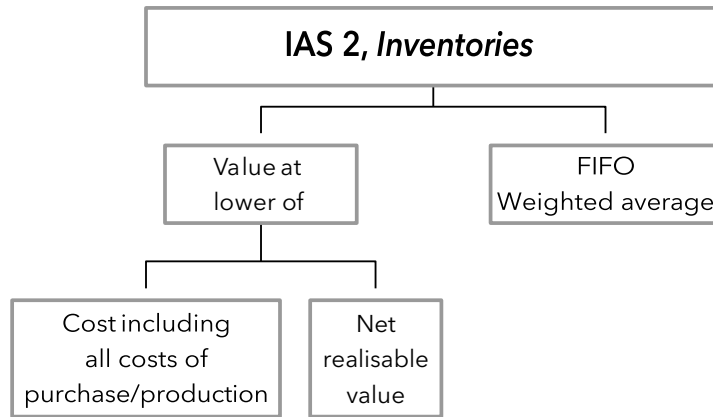 IAS 2, Inventories
Value at
lower of
FIFO
Weighted average
Cost including
all costs of
purchase/production
Net
realisable
value